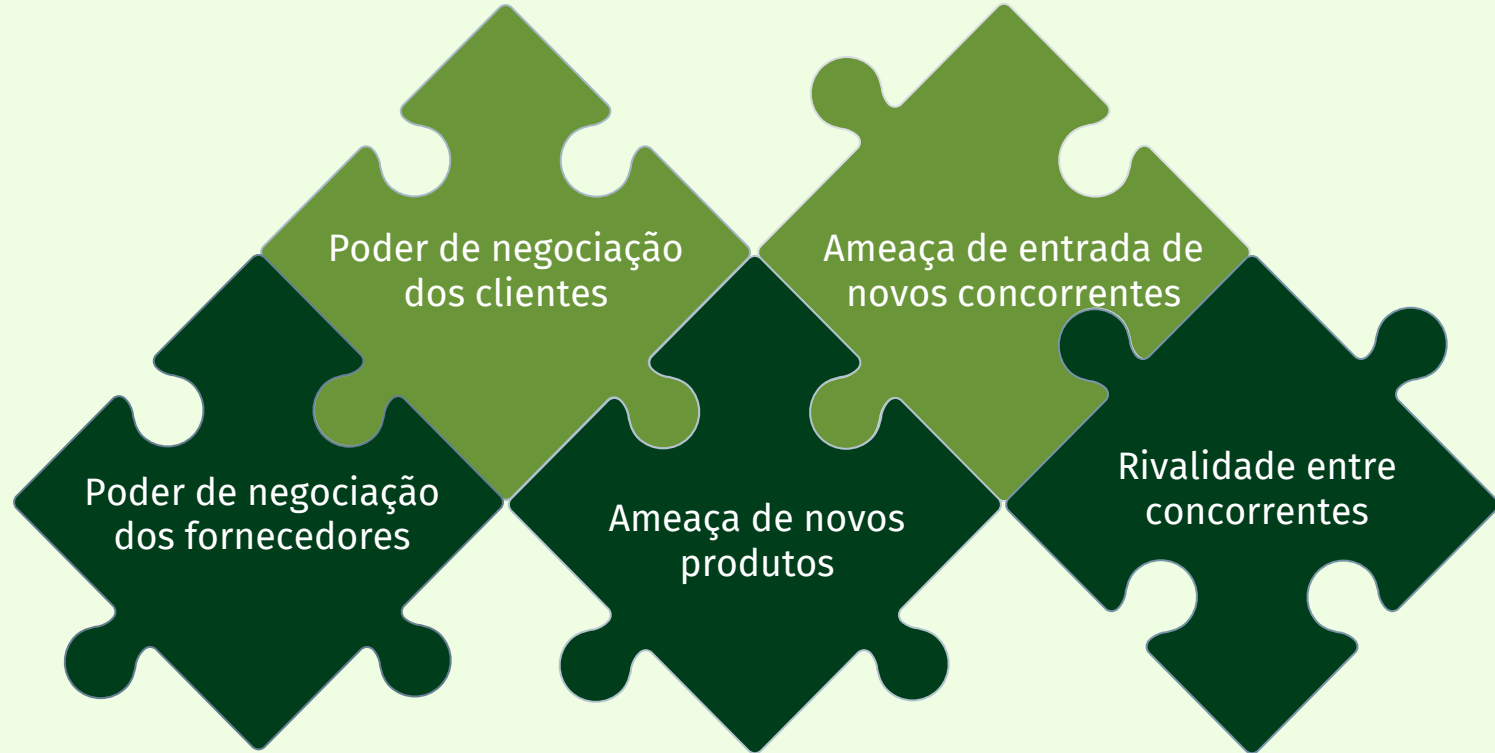 Poder de negociação
dos clientes
Ameaça de entrada de
novos concorrentes
Poder de negociação
dos fornecedores
Ameaça de novos
produtos
Rivalidade entre
concorrentes